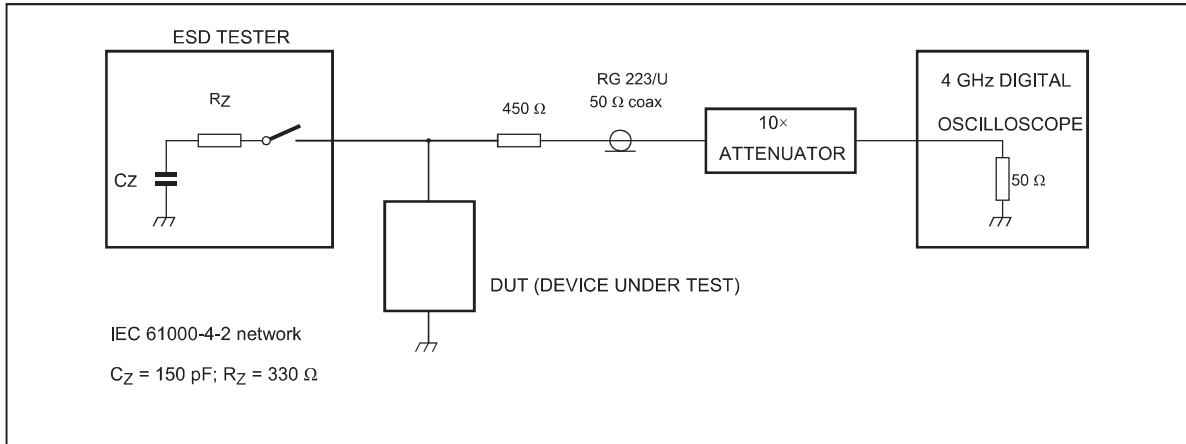 ESD TESTER
RZ
CZ
450 Ω
RG 223/U
50 Ω coax
10×
ATTENUATOR
4 GHz DIGITAL
OSCILLOSCOPE
50 Ω
DUT (DEVICE UNDER TEST)
IEC 61000-4-2 network
CZ = 150 pF; RZ = 330 Ω